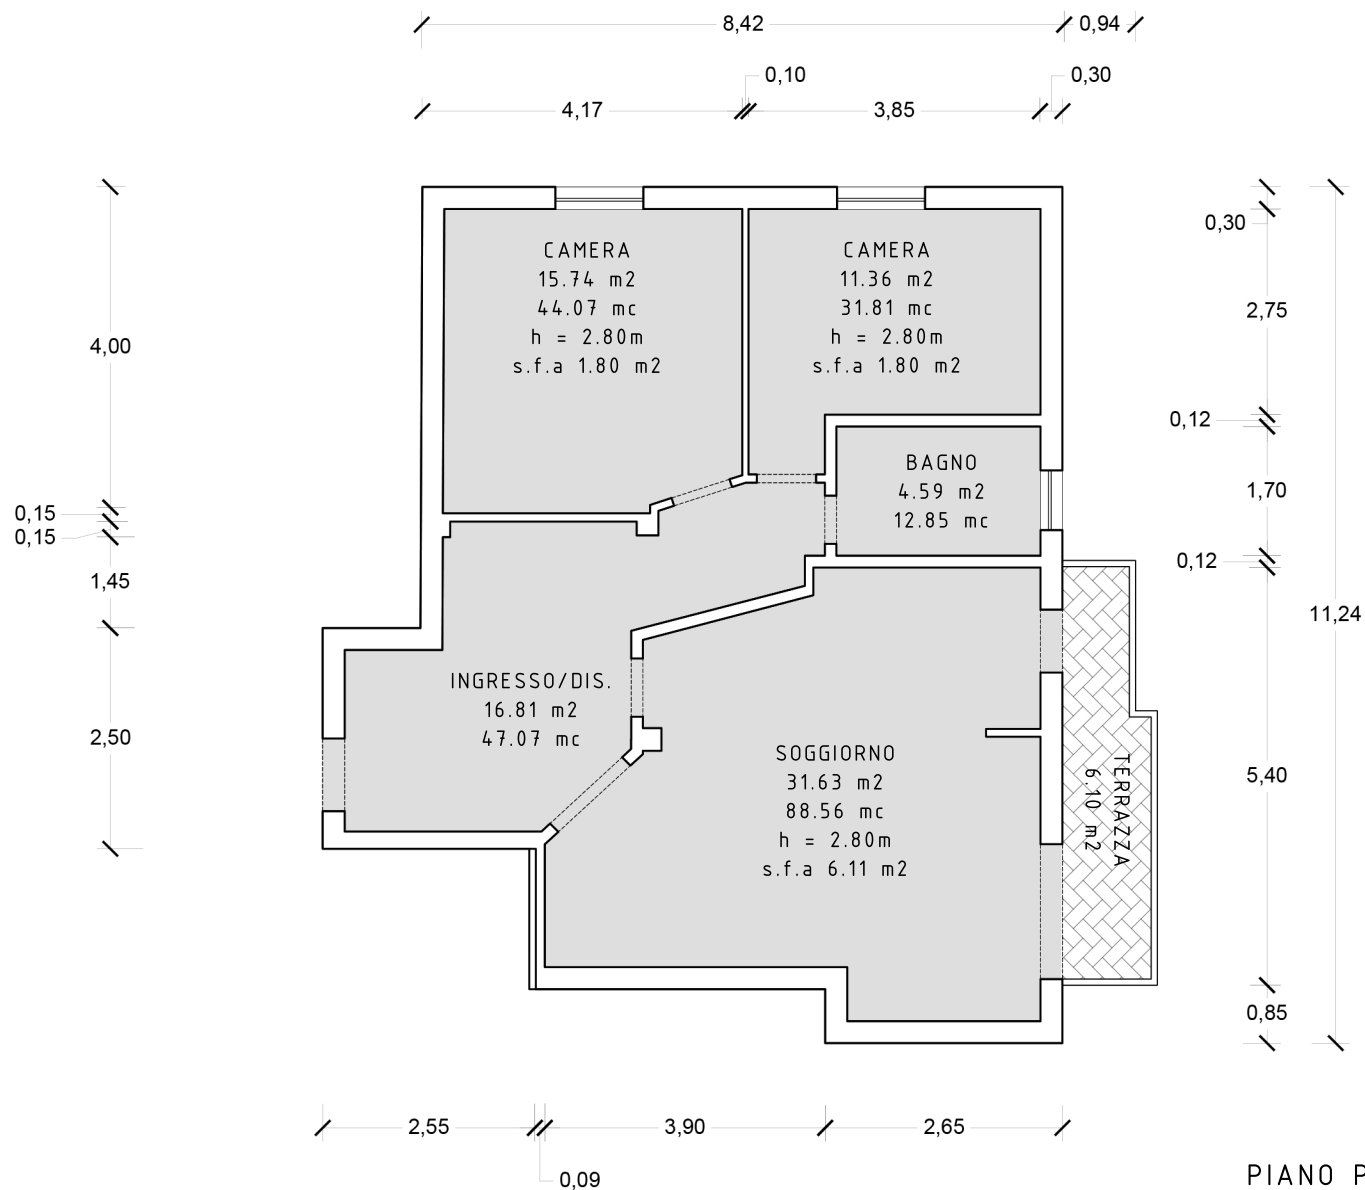 8,42
0,94
0,10
0,30
4,17
3,85
0,30
CAMERA
15.74 m2
44.07 mc
h = 2.80m
s.f.a 1.80 m2
CAMERA
11.36 m2
31.81 mc
h = 2.80m
s.f.a 1.80 m2
2,75
4,00
0,12
BAGNO
4.59 m2
12.85 mc
1,70
0,15
0,15
0,12
1,45
11,24
INGRESSO/DIS.
16.81 m2
47.07 mc
2,50
SOGGIORNO
31.63 m2
88.56 mc
h = 2.80m
s.f.a 6.11 m2
TERRAZZA
6.10 m2
5,40
0,85
2,55
3,90
2,65
0,09
PIANO P